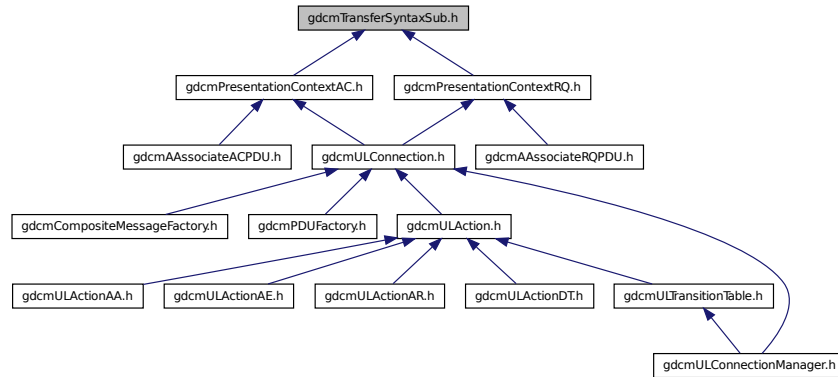 gdcmTransferSyntaxSub.h
gdcmPresentationContextAC.h
gdcmPresentationContextRQ.h
gdcmAAssociateACPDU.h
gdcmULConnection.h
gdcmAAssociateRQPDU.h
gdcmCompositeMessageFactory.h
gdcmPDUFactory.h
gdcmULAction.h
gdcmULActionAA.h
gdcmULActionAE.h
gdcmULActionAR.h
gdcmULActionDT.h
gdcmULTransitionTable.h
gdcmULConnectionManager.h